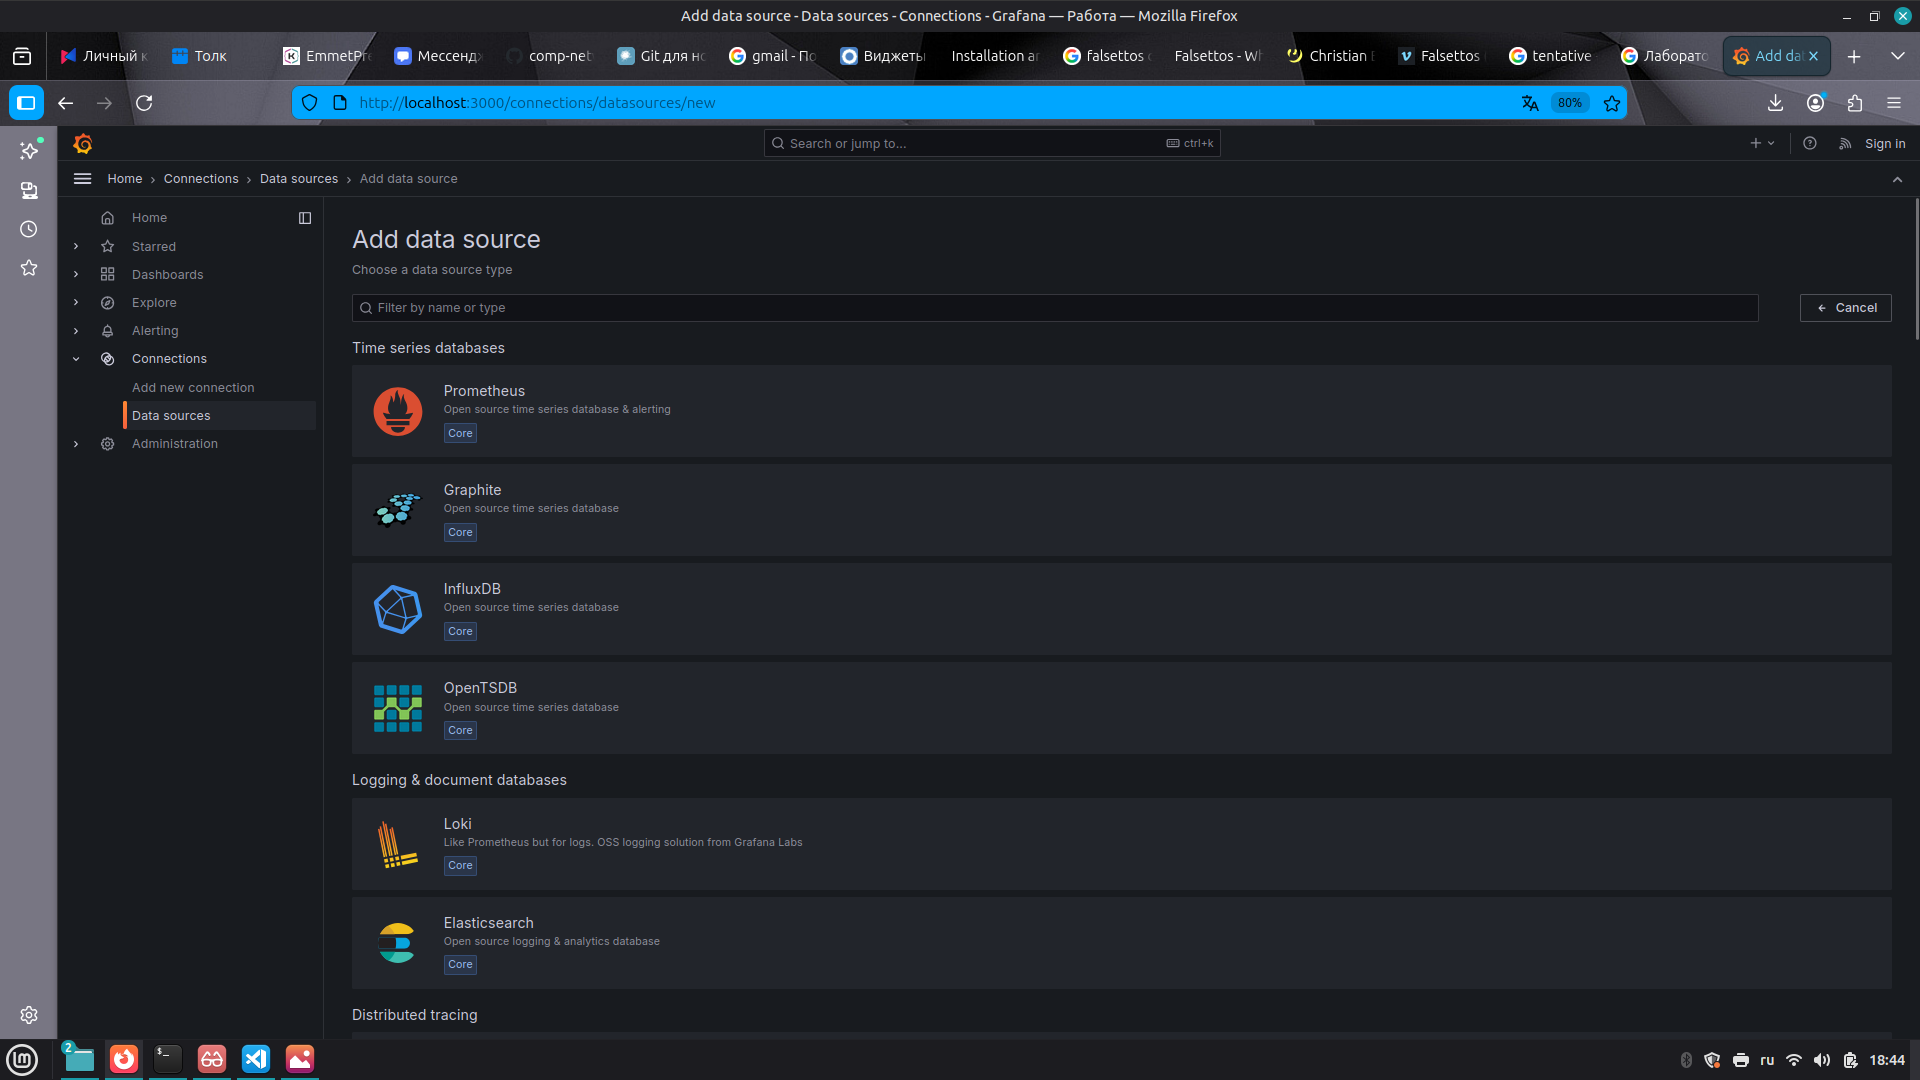 Add data source - Data sources - Connections - Grafana — Работа — Mozilla Firefox
Личный к
Толк
EmmetPre
Мессендж
comp-net
Git для но
gmail - По
Виджеты
Installation an
falsettos
Falsettos - Wh
Christian
Falsettos
tentative
Лаборато
Add dat
http://localhost:3000/connections/datasources/new
80%
Search or jump to...
ctrl+k
Sign in
Home
Connections
Data sources
Add data source
Home
Starred
Dashboards
Explore
Alerting
Connections
Add new connection
Data sources
Administration
Add data source
Choose a data source type
Filter by name or type
Cancel
Time series databases
Prometheus
Open source time series database & alerting
Core
Graphite
Open source time series database
Core
InfluxDB
Open source time series database
Core
OpenTSDB
Open source time series database
Core
Logging & document databases
Loki
Like Prometheus but for logs. OSS logging solution from Grafana Labs
Core
Elasticsearch
Open source logging & analytics database
Core
Distributed tracing
2
ru
18:44